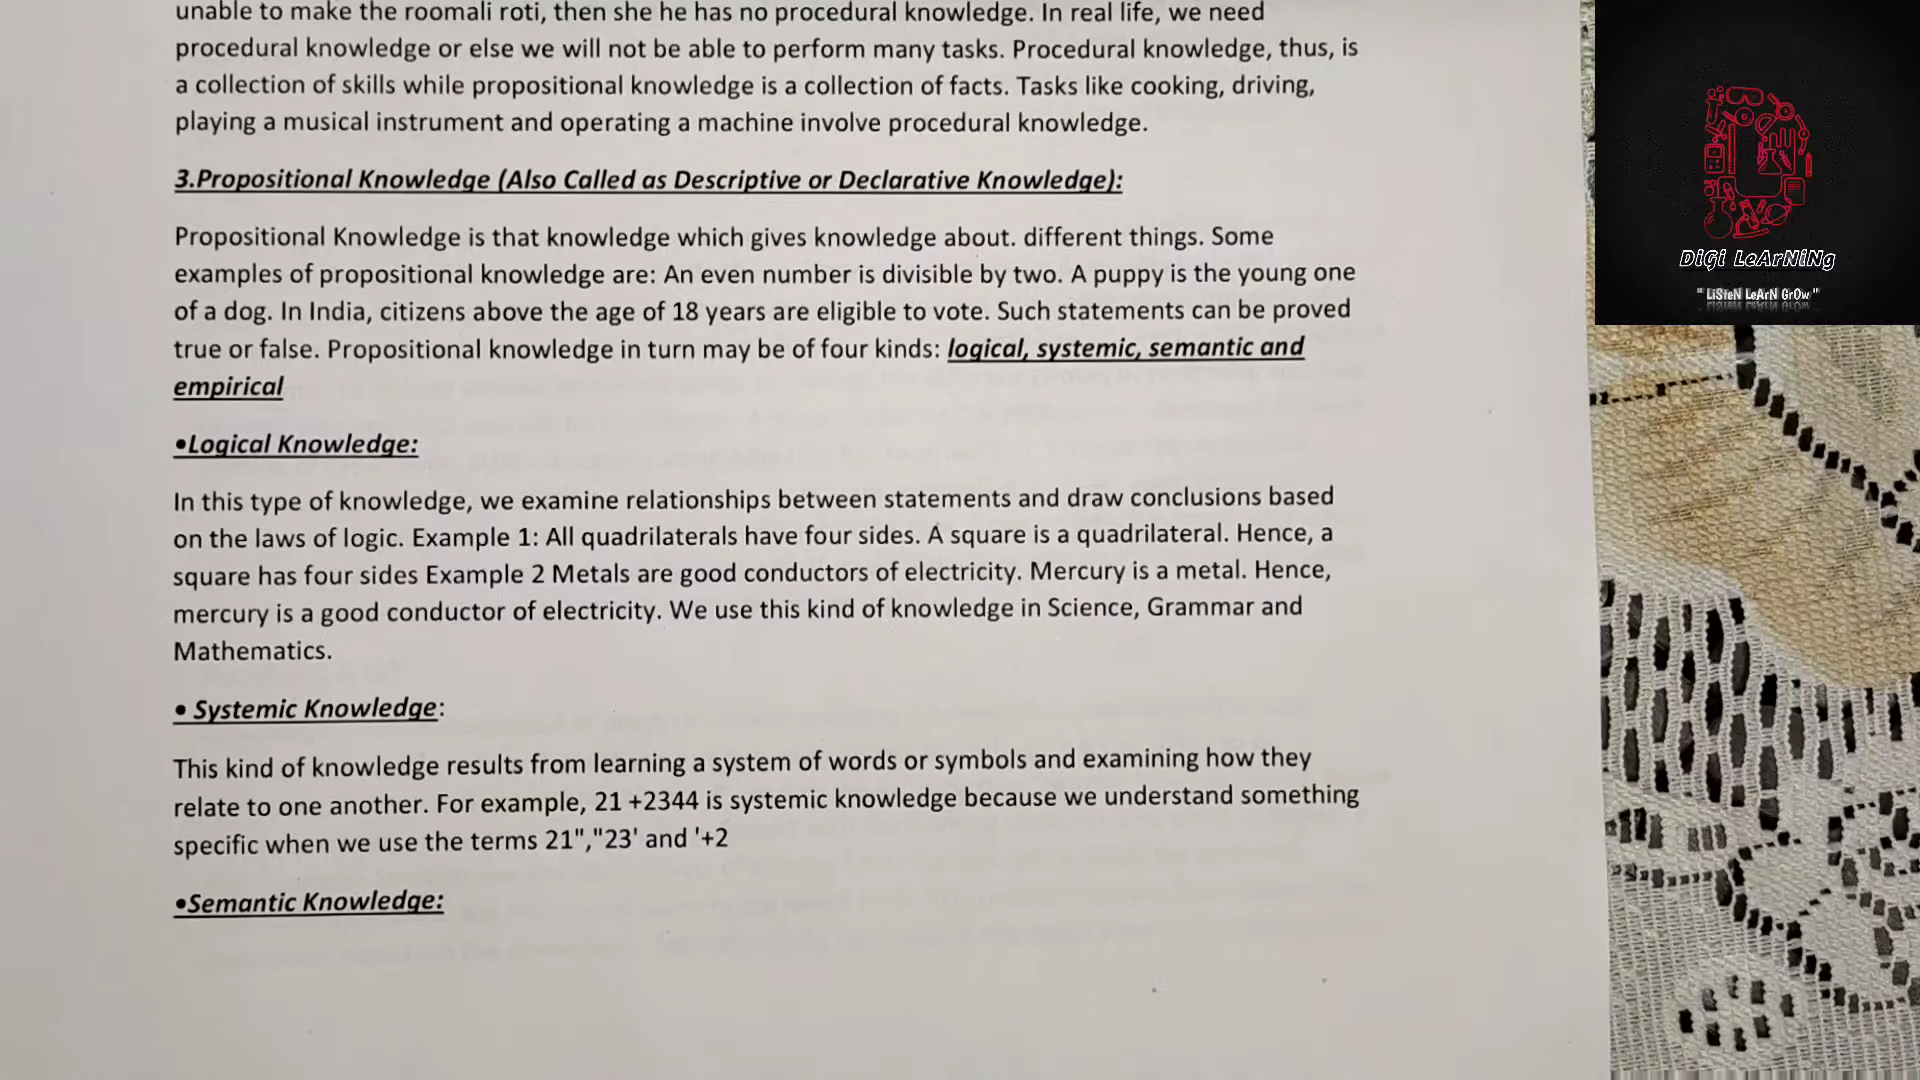 unable to make the roomali roti, then she he has no procedural knowledge. In real life, we need
procedural knowledge or else we will not be able to perform many tasks. Procedural knowledge, thus, is
a collection of skills while propositional knowledge is a collection of facts. Tasks like cooking, driving,
playing a musical instrument and operating a machine involve procedural knowledge.
3.Propositional Knowledge (Also Called as Descriptive or Declarative Knowledge):
Propositional Knowledge is that knowledge which gives knowledge about. different things. Some
examples of propositional knowledge are: An even number is divisible by two. A puppy is the young one
of a dog. In India, citizens above the age of 18 years are eligible to vote. Such statements can be proved
true or false. Propositional knowledge in turn may be of four kinds: logical, systemic, semantic and
empirical
•Logical Knowledge:
In this type of knowledge, we examine relationships between statements and draw conclusions based
on the laws of logic. Example 1: All quadrilaterals have four sides. A square is a quadrilateral. Hence, a
square has four sides Example 2 Metals are good conductors of electricity. Mercury is a metal. Hence,
mercury is a good conductor of electricity. We use this kind of knowledge in Science, Grammar and
Mathematics.
• Systemic Knowledge:
This kind of knowledge results from learning a system of words or symbols and examining how they
relate to one another. For example, 21 +2344 is systemic knowledge because we understand something
specific when we use the terms 21","23' and '+2
•Semantic Knowledge:
DiGi LeArNiNg
" LiSteN LeArN GrOw "